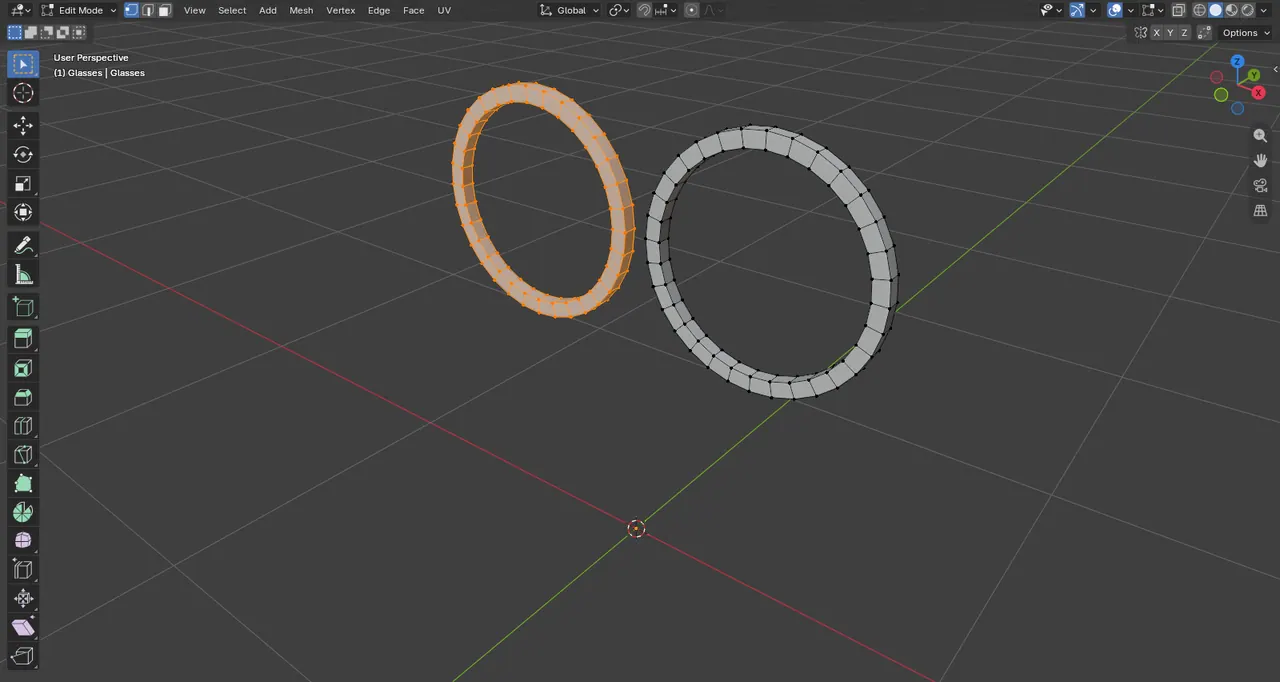 Edit Mode View Select Add Mesh Vertex Edge Face UV Global
X Y Z Options
User Perspective
(1) Glasses | Glasses
Z
Y
X